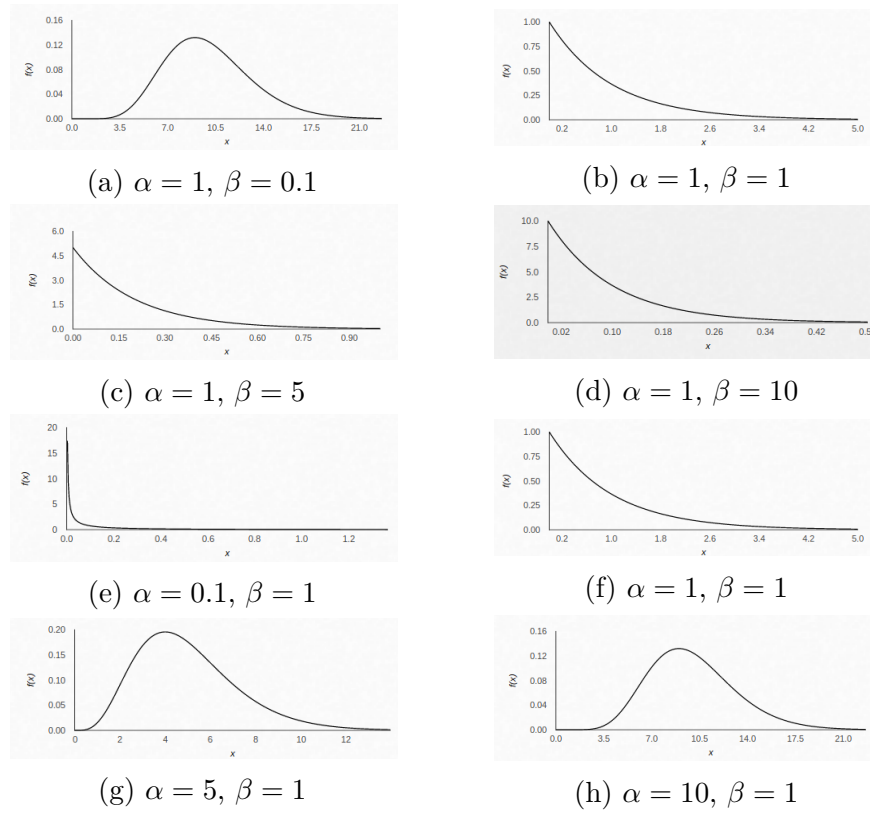 0.16
0.12
0.08
0.04
0.00
f(x)
0.0 3.5 7.0 10.5 14.0 17.5 21.0
x
(a) α = 1, β = 0.1
1.00
0.75
0.50
0.25
0.00
f(x)
0.2 1.0 1.8 2.6 3.4 4.2 5.0
x
(b) α = 1, β = 1
6.0
4.5
3.0
1.5
0.0
f(x)
0.00 0.15 0.30 0.45 0.60 0.75 0.90
x
(c) α = 1, β = 5
10.0
7.5
5.0
2.5
0.0
f(x)
0.02 0.10 0.18 0.26 0.34 0.42 0.5
x
(d) α = 1, β = 10
20
15
10
5
0
f(x)
0.0 0.2 0.4 0.6 0.8 1.0 1.2
x
(e) α = 0.1, β = 1
1.00
0.75
0.50
0.25
0.00
f(x)
0.2 1.0 1.8 2.6 3.4 4.2 5.0
x
(f) α = 1, β = 1
0.20
0.15
0.10
0.05
0.00
f(x)
0 2 4 6 8 10 12
x
(g) α = 5, β = 1
0.16
0.12
0.08
0.04
0.00
f(x)
0.0 3.5 7.0 10.5 14.0 17.5 21.0
x
(h) α = 10, β = 1